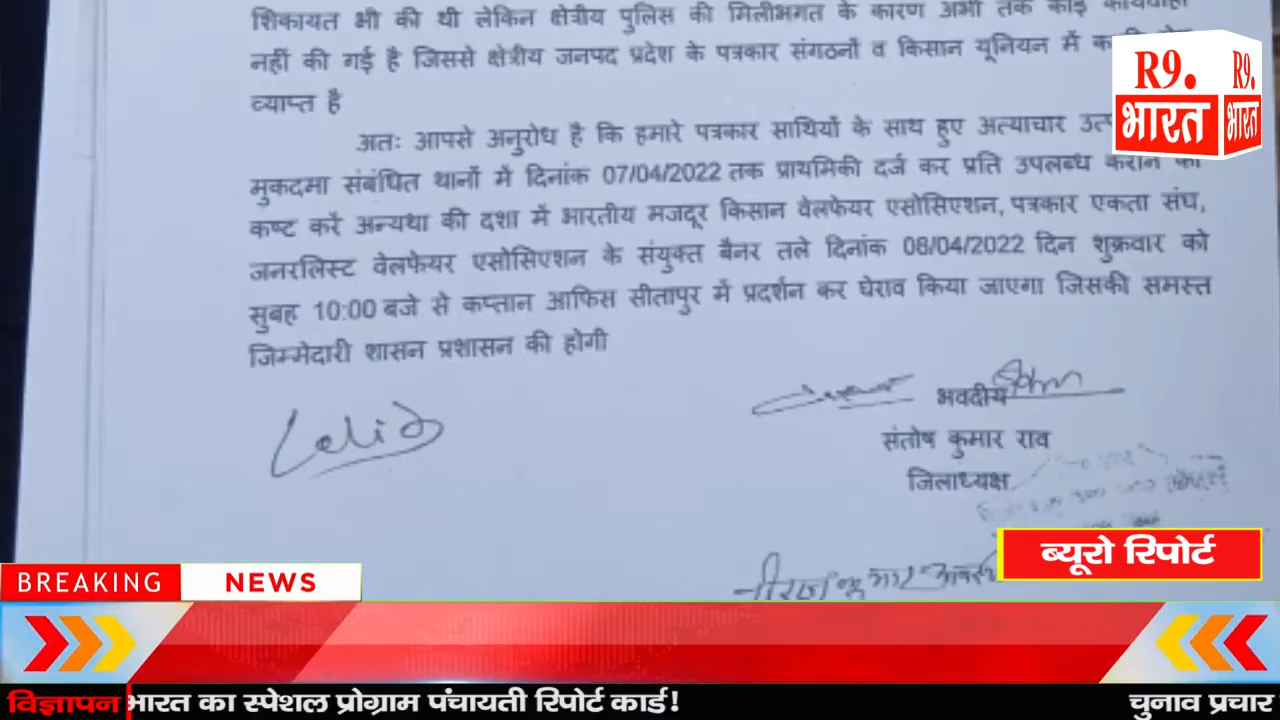 शिकायत भी की थी लेकिन क्षेत्रीय पुलिस की मिलीभगत के कारण अभी तक कोई कार्यवाही
नहीं की गई है जिससे क्षेत्रीय जनपद प्रदेश के पत्रकार संगठनों व किसान यूनियन में
व्याप्त है
अतः आपसे अनुरोध है कि हमारे पत्रकार साथियों के साथ हुए अत्याचार
मुकदमा संबंधित थानों में दिनांक 07/04/2022 तक प्राथमिकी दर्ज कर प्रति उपलब्ध कराने का
कष्ट करें अन्यथा की दशा में भारतीय मजदूर किसान वेलफेयर एसोसिएशन, पत्रकार एकता संघ,
जनरलिस्ट वेलफेयर एसोसिएशन के संयुक्त बैनर तले दिनांक 08/04/2022 दिन शुक्रवार को
सुबह 10:00 बजे से कप्तान आफिस सीतापुर में प्रदर्शन कर घेराव किया जाएगा जिसकी समस्त
जिम्मेदारी शासन प्रशासन की होगी
भवदीय
संतोष कुमार राव
जिलाध्यक्ष
R9.
भारत
R9.
भारत
ब्यूरो रिपोर्ट
BREAKING NEWS
विज्ञापन भारत का स्पेशल प्रोग्राम पंचायती रिपोर्ट कार्ड! चुनाव प्रचार